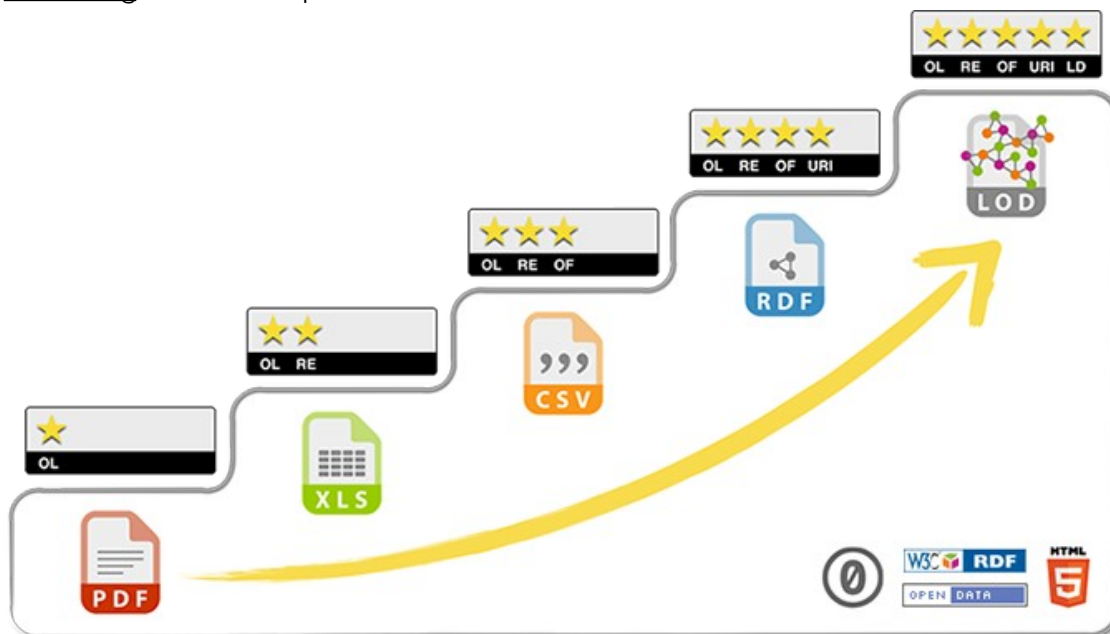 OL RE OF URI LD
LOD
OL RE OF URI
RDF
OL RE OF
CSV
OL RE
XLS
OL
PDF
0
W3C RDF
OPEN DATA
HTML
5